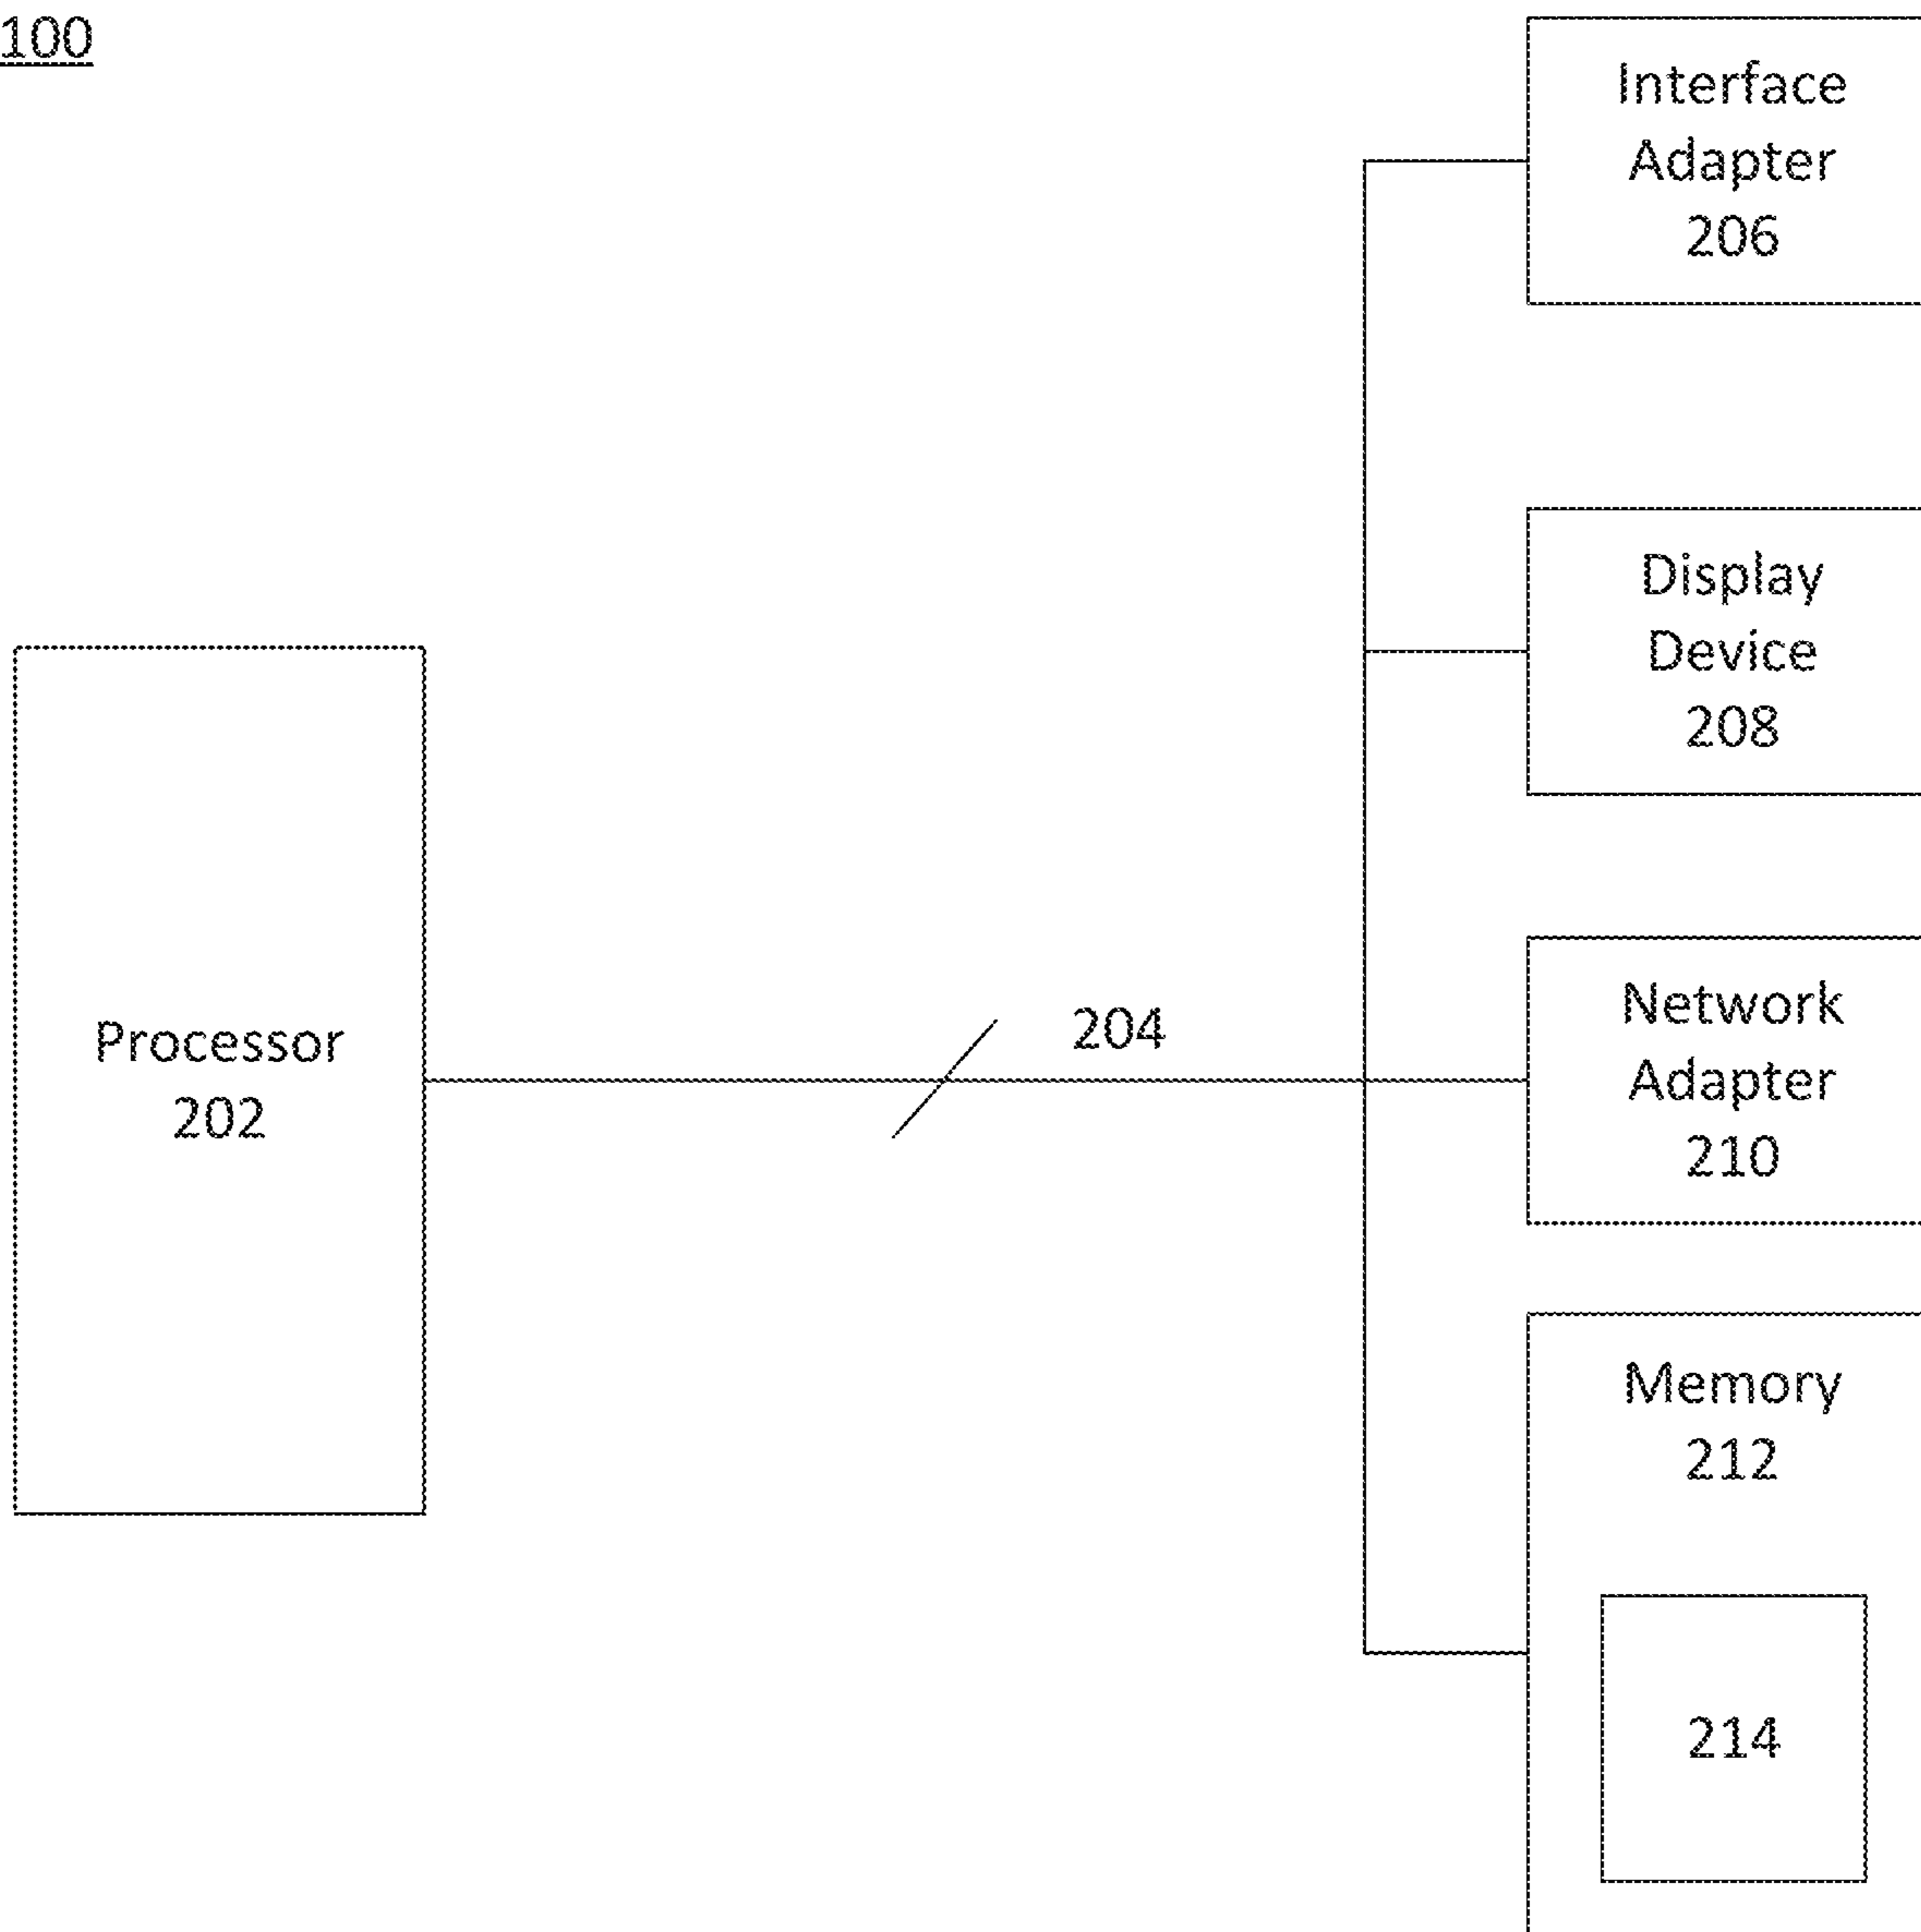 100
Interface
Adapter
206
Display
Device
208
Processor
202
204
Network
Adapter
210
Memory
212
214